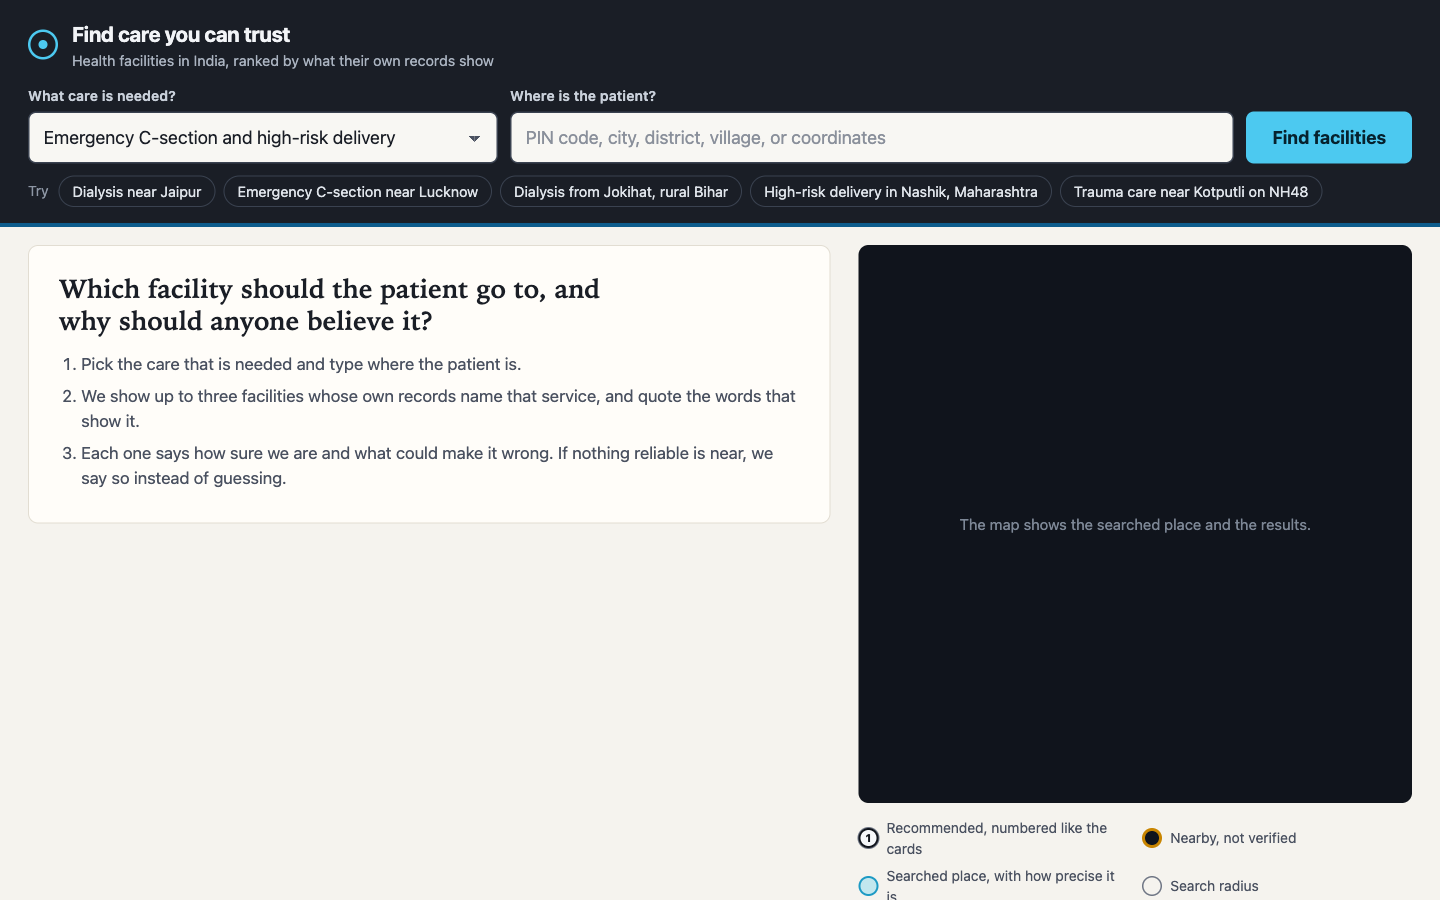 Find care you can trust
Health facilities in India, ranked by what their own records show
What care is needed?
Where is the patient?
Emergency C-section and high-risk delivery
PIN code, city, district, village, or coordinates
Find facilities
Try
Dialysis near Jaipur
Emergency C-section near Lucknow
Dialysis from Jokihat, rural Bihar
High-risk delivery in Nashik, Maharashtra
Trauma care near Kotputli on NH48
Which facility should the patient go to, and
why should anyone believe it?
1. Pick the care that is needed and type where the patient is.
2. We show up to three facilities whose own records name that service, and quote the words that
show it.
3. Each one says how sure we are and what could make it wrong. If nothing reliable is near, we
say so instead of guessing.
The map shows the searched place and the results.
1
Recommended, numbered like the
cards
Nearby, not verified
Searched place, with how precise it
is
Search radius